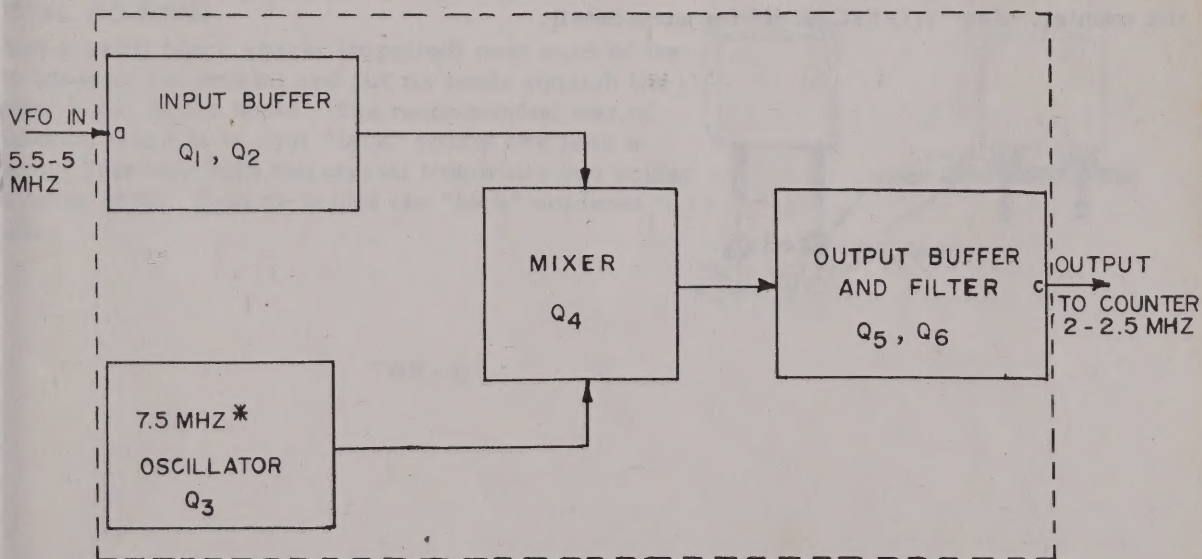 INPUT BUFFER
Q1 , Q2
VFO IN
a
5.5-5
MHZ
MIXER
Q4
OUTPUT BUFFER
AND FILTER
Q5 , Q6
c
OUTPUT
TO COUNTER
2 - 2.5 MHZ
7.5 MHZ *
OSCILLATOR
Q3